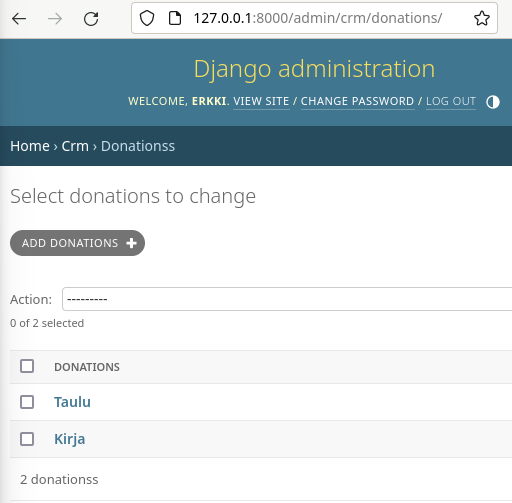 127.0.0.1:8000/admin/crm/donations/
Django administration
WELCOME, ERKKI. VIEW SITE / CHANGE PASSWORD / LOG OUT
Home › Crm › Donationss
Select donations to change
ADD DONATIONS +
Action: ---------
0 of 2 selected
DONATIONS
Taulu
Kirja
2 donationss